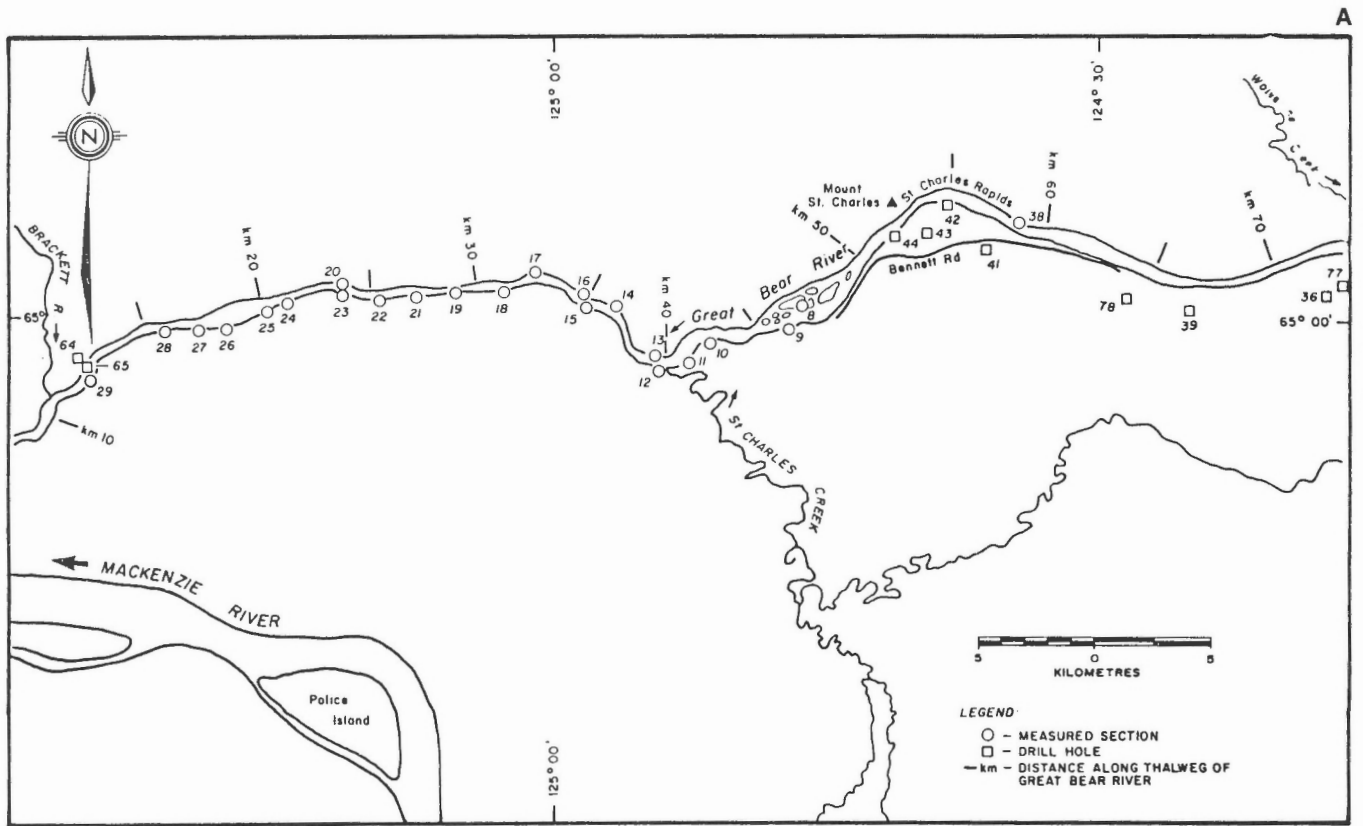 A
125° 00'
124° 30'
Wolverine Creek
N
Mount
St. Charles
St Charles Rapids
km 60
38
km 50
42
43
44
km 70
BRACKETT R
km 20
km 30
17
Bear River
Bennett Rd
41
77
20
16
14
Great
8
78
36
65°
23
22
21
19
18
15
km 40
9
39
65° 00'
25
24
28
27
26
13
11
10
64
65
12
29
km 10
St CHARLES
CREEK
MACKENZIE
RIVER
5 0 5
KILOMETRES
Police
Island
LEGEND
○ – MEASURED SECTION
□ – DRILL HOLE
—km – DISTANCE ALONG THALWEG OF
GREAT BEAR RIVER
125° 00'